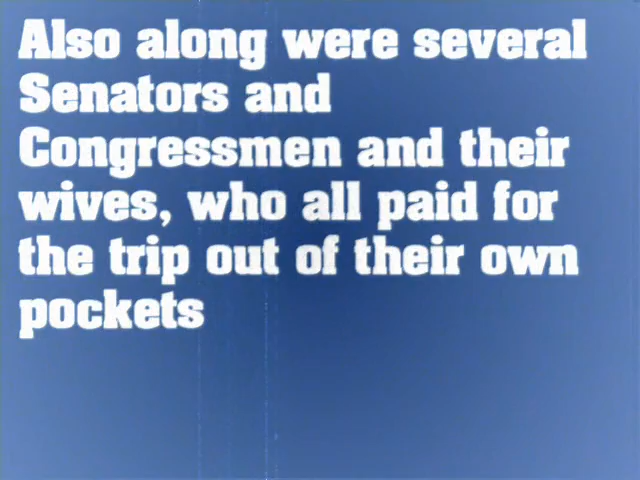 Also along were several
Senators and
Congressmen and their
wives, who all paid for
the trip out of their own
pockets